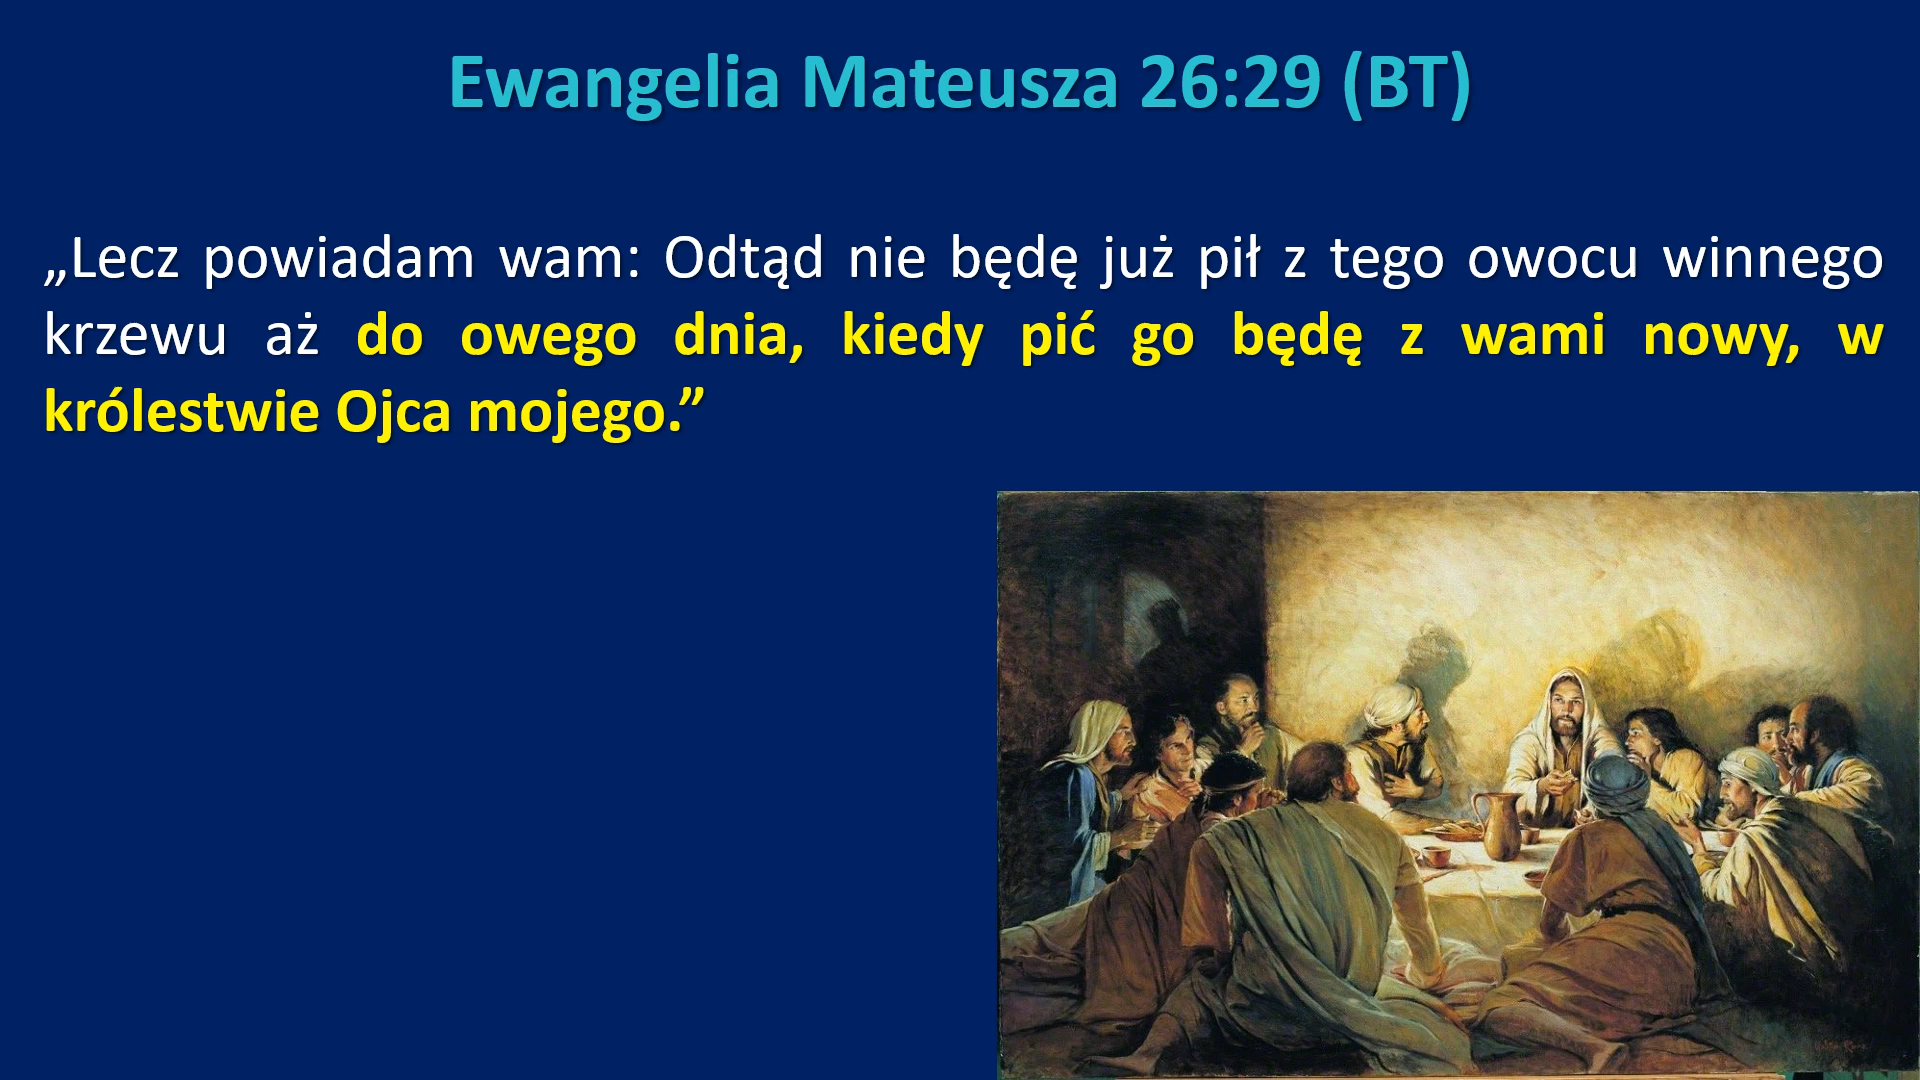 Ewangelia Mateusza 26:29 (BT)
„Lecz powiadam wam: Odtąd nie będę już pił z tego owocu winnego
krzewu aż do owego dnia, kiedy pić go będę z wami nowy, w
królestwie Ojca mojego.”